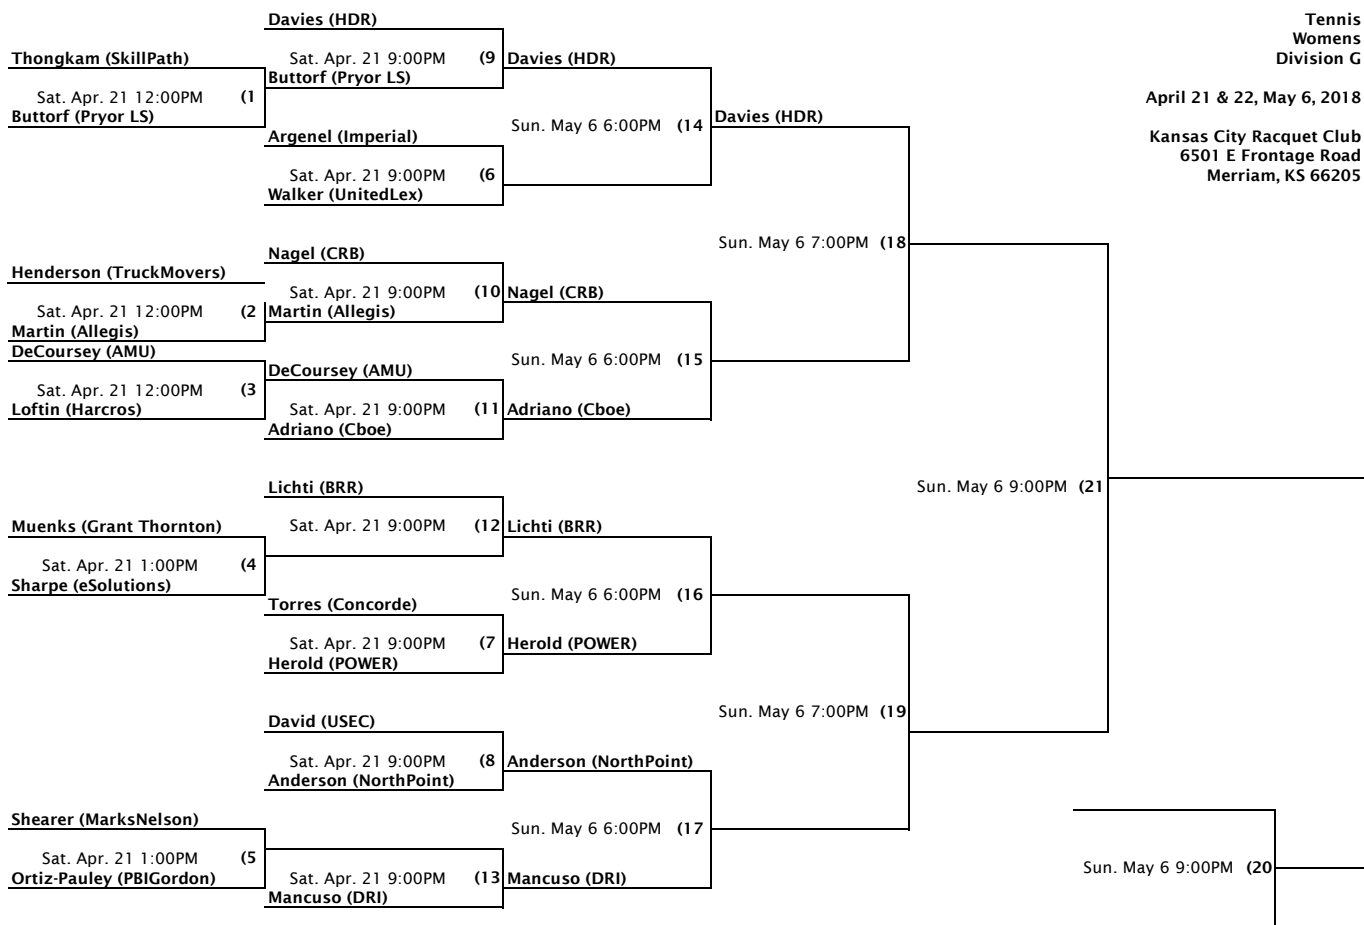 Davies (HDR)
Tennis
Womens
Division G
Thongkam (SkillPath)
Sat. Apr. 21 9:00PM (9 Davies (HDR)
Buttorf (Pryor LS)
Sat. Apr. 21 12:00PM (1
Buttorf (Pryor LS)
April 21 & 22, May 6, 2018
Sun. May 6 6:00PM (14 Davies (HDR)
Argenel (Imperial)
Kansas City Racquet Club
6501 E Frontage Road
Merriam, KS 66205
Sat. Apr. 21 9:00PM (6
Walker (UnitedLex)
Sun. May 6 7:00PM (18
Nagel (CRB)
Henderson (TruckMovers)
Sat. Apr. 21 9:00PM (10 Nagel (CRB)
Sat. Apr. 21 12:00PM (2 Martin (Allegis)
Martin (Allegis)
DeCoursey (AMU)
Sun. May 6 6:00PM (15
DeCoursey (AMU)
Sat. Apr. 21 12:00PM (3
Loftin (Harcros)
Sat. Apr. 21 9:00PM (11 Adriano (Cboe)
Adriano (Cboe)
Lichti (BRR)
Sun. May 6 9:00PM (21
Muenks (Grant Thornton)
Sat. Apr. 21 9:00PM (12 Lichti (BRR)
Sat. Apr. 21 1:00PM (4
Sharpe (eSolutions)
Sun. May 6 6:00PM (16
Torres (Concorde)
Sat. Apr. 21 9:00PM (7 Herold (POWER)
Herold (POWER)
Sun. May 6 7:00PM (19
David (USEC)
Sat. Apr. 21 9:00PM (8 Anderson (NorthPoint)
Anderson (NorthPoint)
Shearer (MarksNelson)
Sun. May 6 6:00PM (17
Sat. Apr. 21 1:00PM (5
Sun. May 6 9:00PM (20
Ortiz-Pauley (PBIGordon)
Sat. Apr. 21 9:00PM (13 Mancuso (DRI)
Mancuso (DRI)